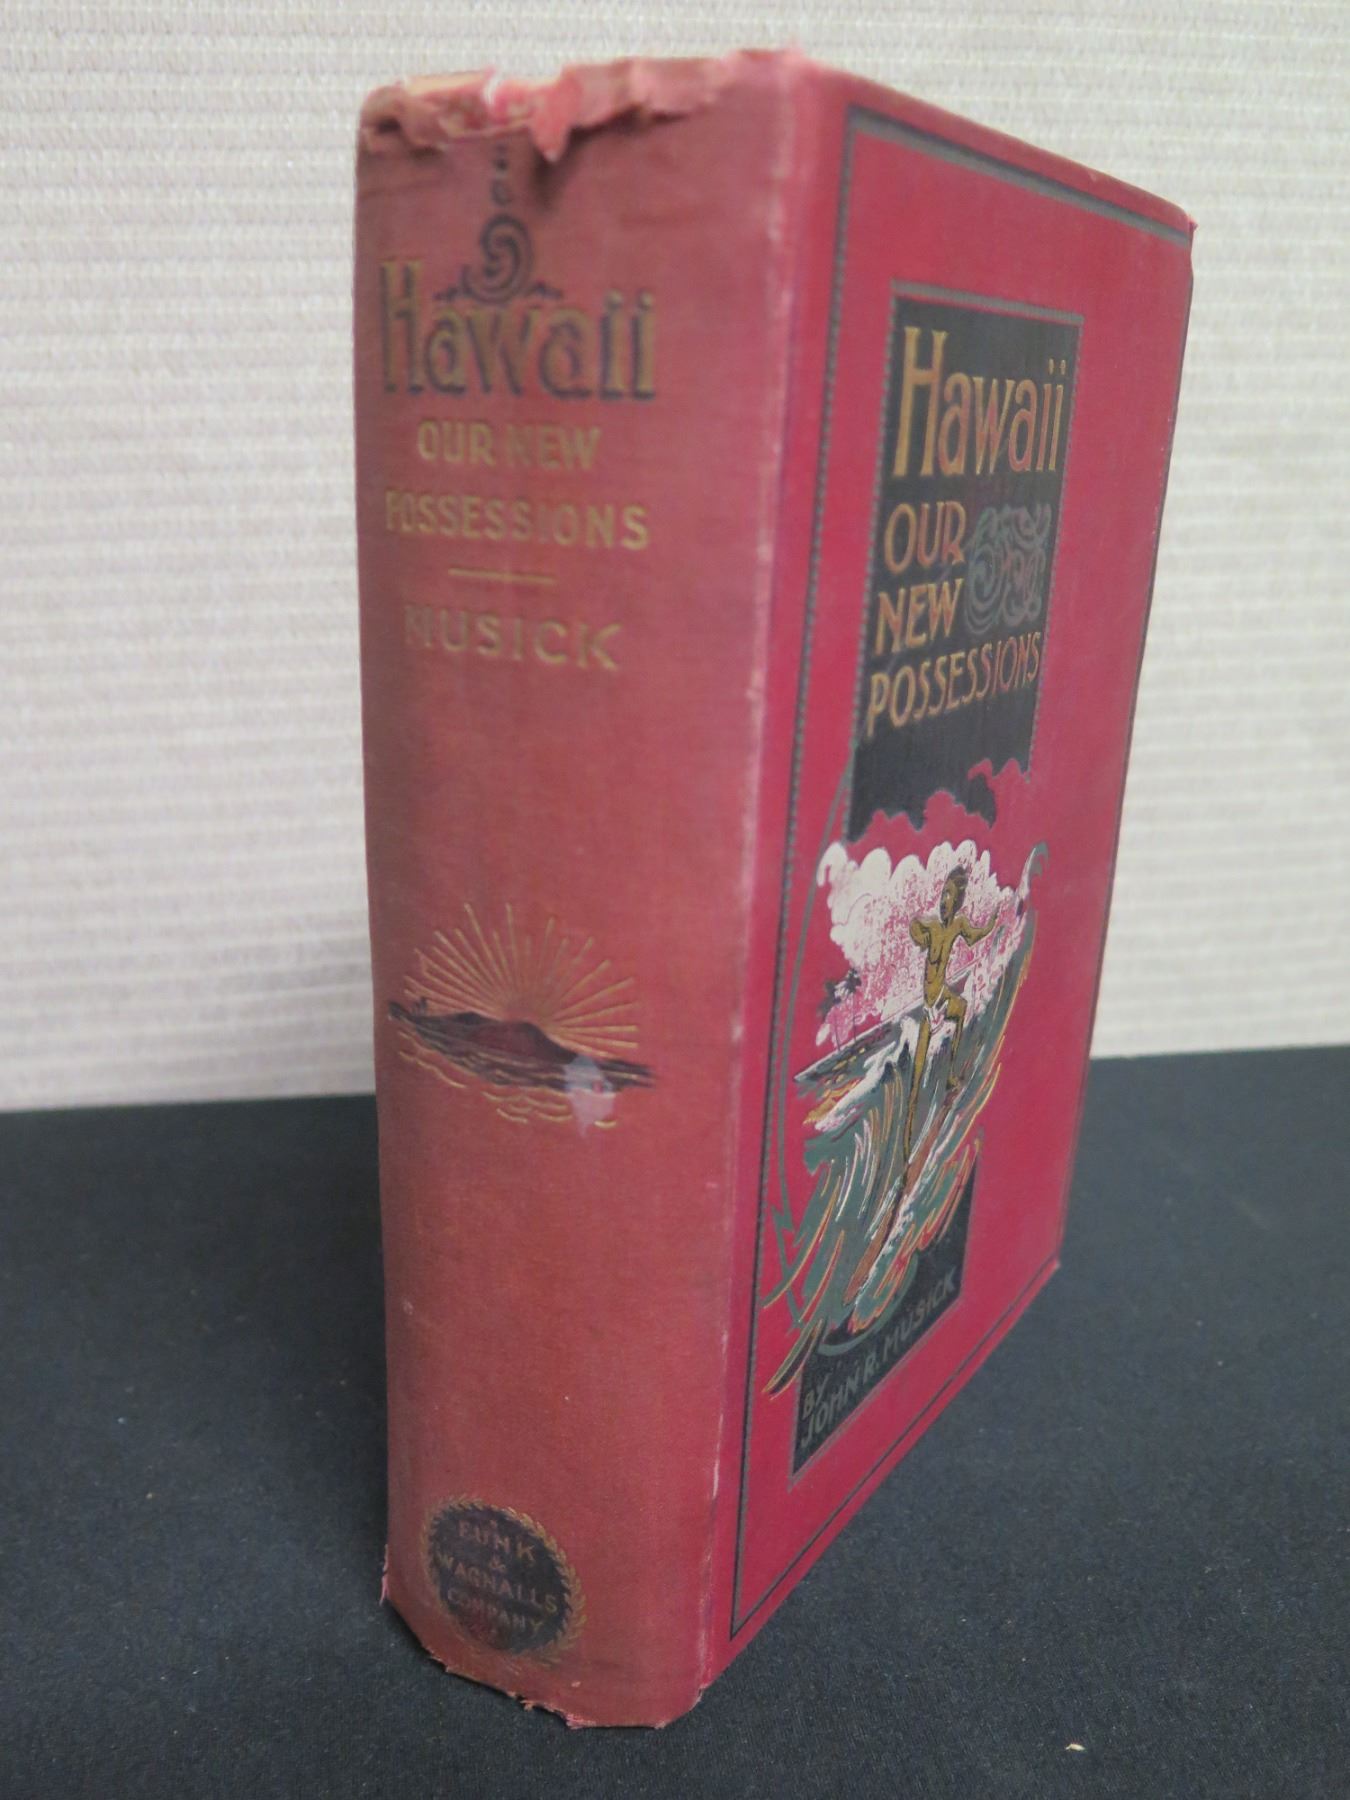 Hawaii
OUR NEW
POSSESSIONS
MUSICK
FUNK
&
WAGNALLS
COMPANY
Hawaii
OUR
NEW
POSSESSIONS
BY
JOHN R. MUSICK